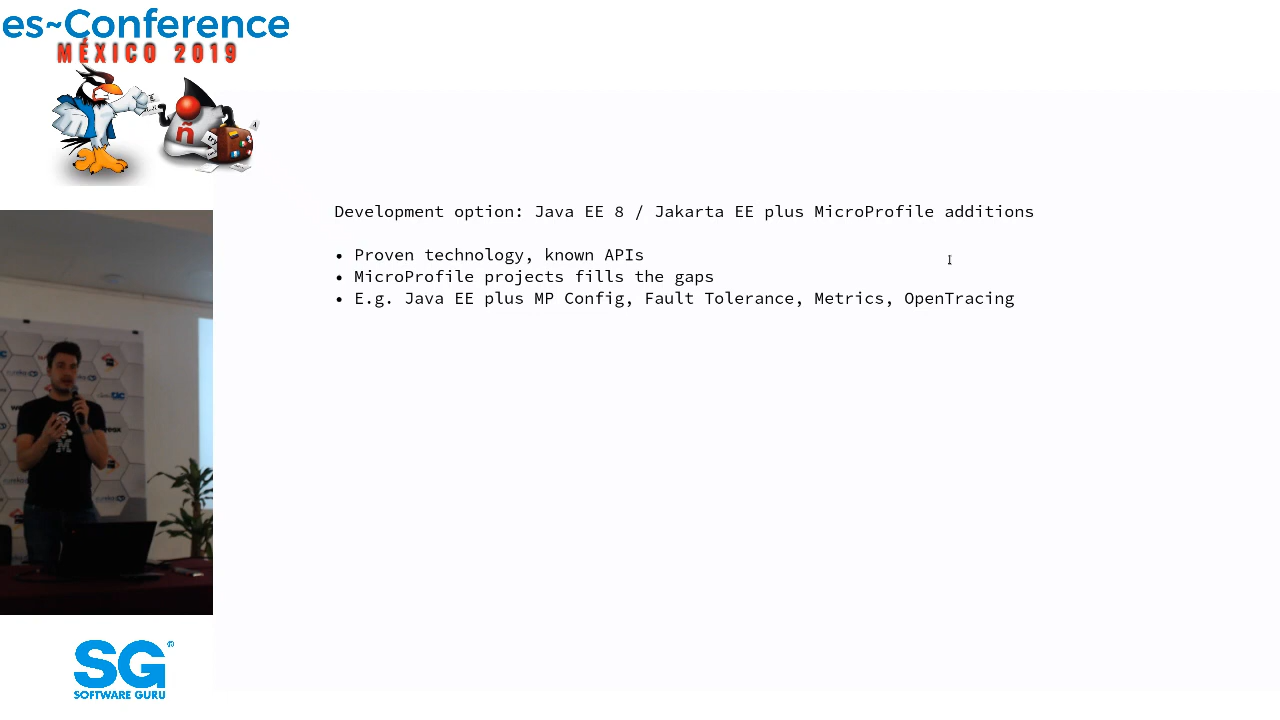 es~Conference
MÉXICO 2019
ñ
try
Development option: Java EE 8 / Jakarta EE plus MicroProfile additions
• Proven technology, known APIs
• MicroProfile projects fills the gaps
• E.g. Java EE plus MP Config, Fault Tolerance, Metrics, OpenTracing
SG®
SOFTWARE GURU